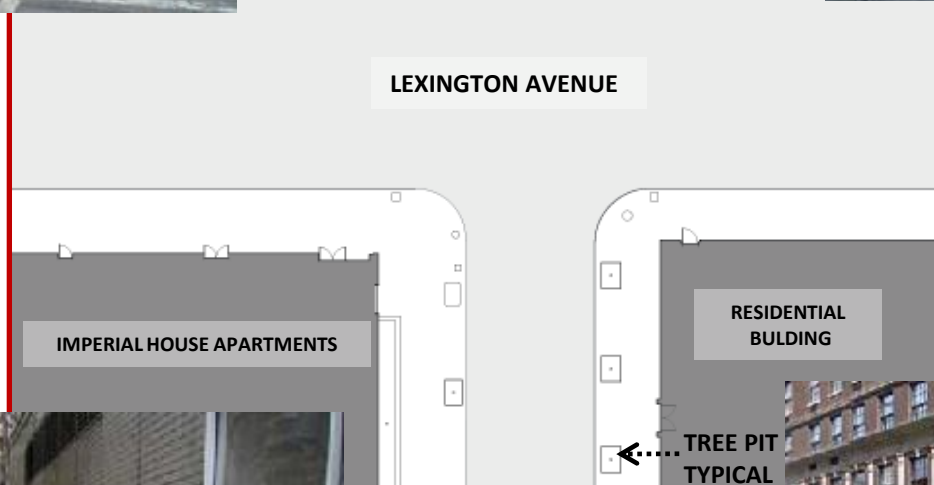 LEXINGTON AVENUE
IMPERIAL HOUSE APARTMENTS
RESIDENTIAL
BULDING
TREE PIT
TYPICAL